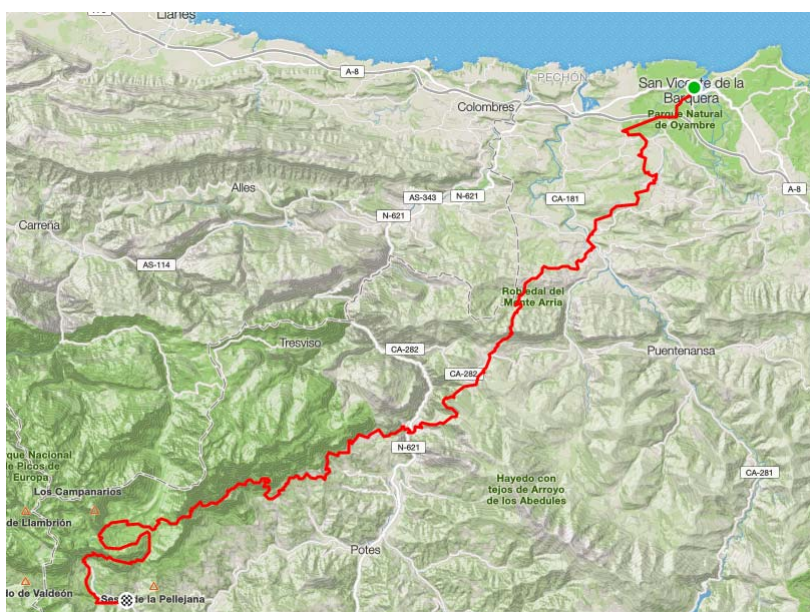 Llanes
A-8
PECHÓN
San Vicente de la
Barquera
Colombres
Parque Natural
de Oyambre
A-8
Alles
AS-343
N-621
CA-181
N-621
Carreña
AS-114
Robledal del
Monte Arria
Tresviso
CA-282
Puentenansa
CA-282
N-621
Parque Nacional
de Picos de
Europa
CA-281
Hayedo con
tejos de Arroyo
de los Abedules
Los Campanarios
de Llambrión
Potes
lo de Valdeón
de la Pellejana